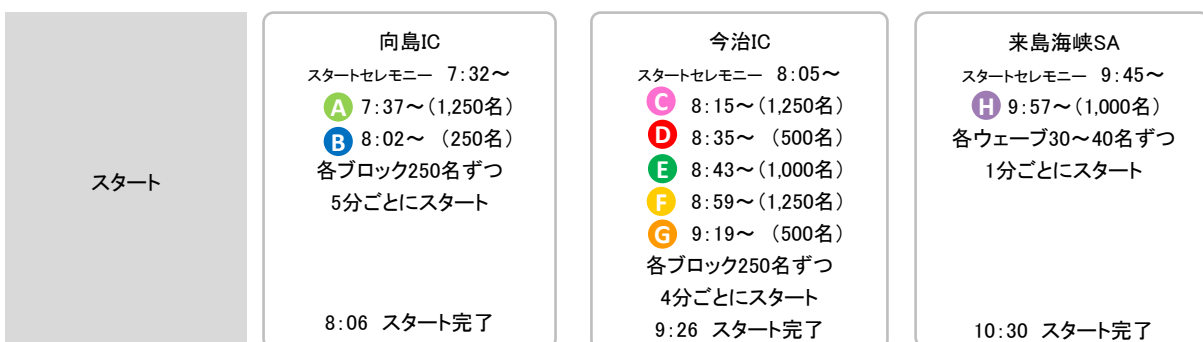 スタート
向島IC
スタートセレモニー 7:32～
A 7:37～(1,250名)
B 8:02～ (250名)
各ブロック250名ずつ
5分ごとにスタート
8:06 スタート完了
今治IC
スタートセレモニー 8:05～
C 8:15～(1,250名)
D 8:35～ (500名)
E 8:43～(1,000名)
F 8:59～(1,250名)
G 9:19～ (500名)
各ブロック250名ずつ
4分ごとにスタート
9:26 スタート完了
来島海峡SA
スタートセレモニー 9:45～
H 9:57～(1,000名)
各ウェーブ30～40名ずつ
1分ごとにスタート
10:30 スタート完了